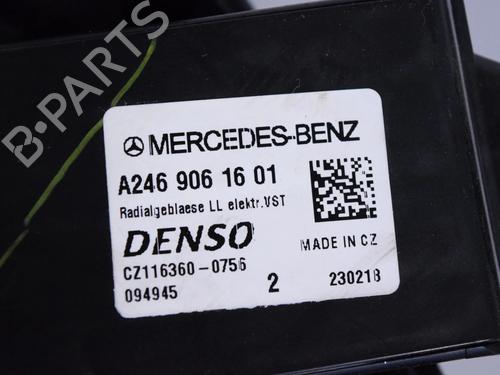 MERCEDES-BENZ
A246 906 16 01
Radialgeblaese LL elektr.VST
DENSO
MADE IN CZ
CZ116360-0756
094945
2
230218
B-PARTS